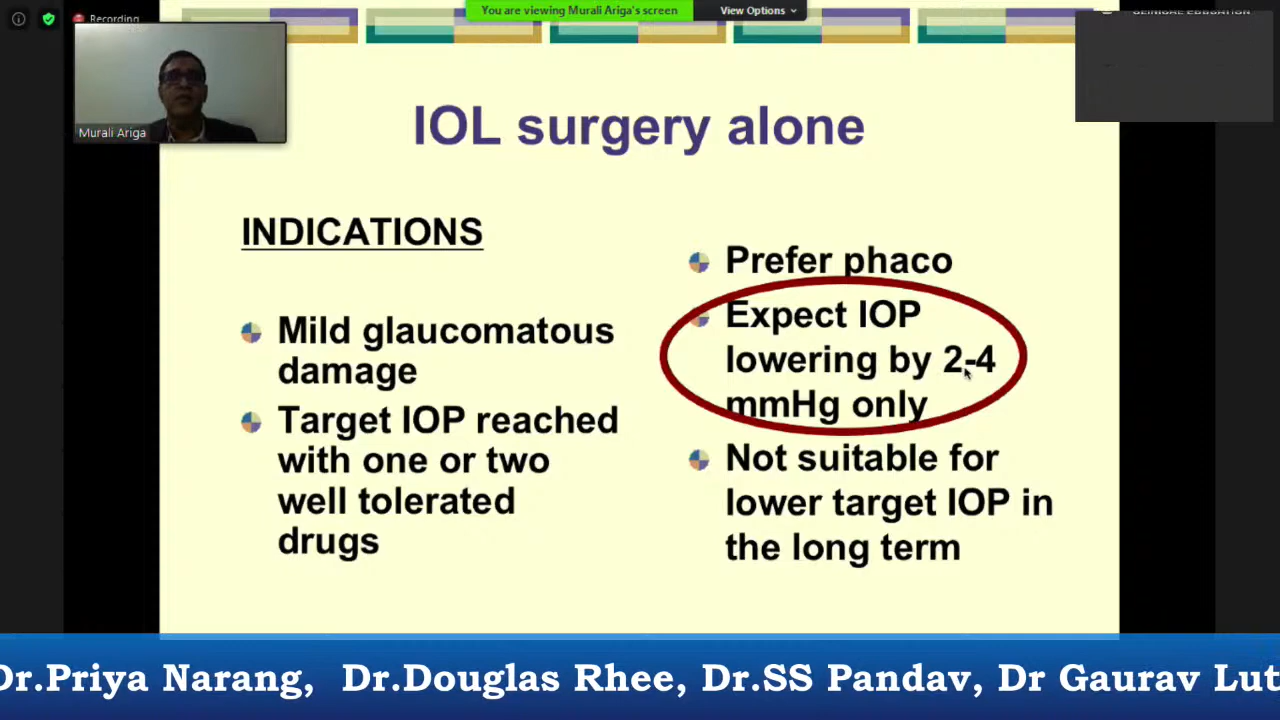 Recording
You are viewing Murali Ariga's screen
View Options
CLINICAL EDUCATION
Murali Ariga
IOL surgery alone
INDICATIONS
Mild glaucomatous
damage
Target IOP reached
with one or two
well tolerated
drugs
Prefer phaco
Expect IOP
lowering by 2-4
mmHg only
Not suitable for
lower target IOP in
the long term
Dr.Priya Narang, Dr.Douglas Rhee, Dr.SS Pandav, Dr Gaurav Lut